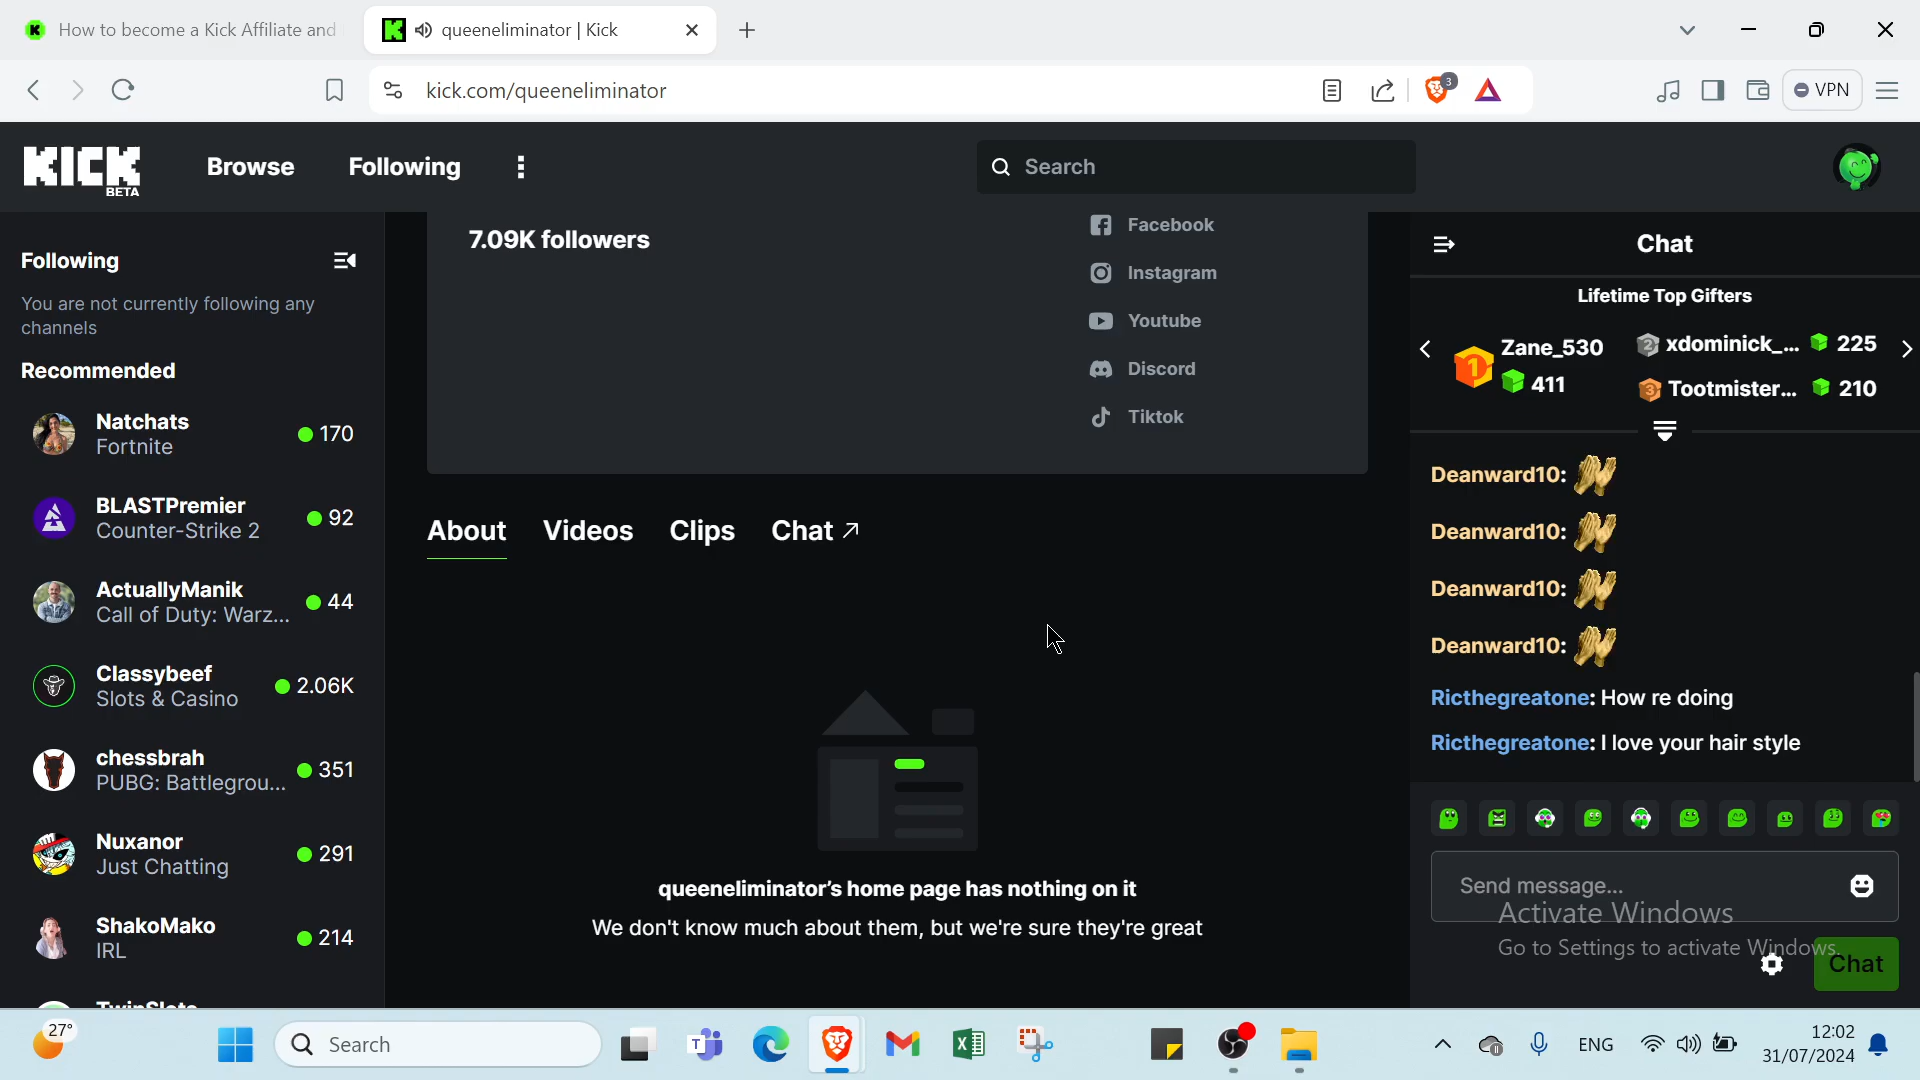 How to become a Kick Affiliate and
queeneliminator | Kick
kick.com/queeneliminator
3
VPN
KICK
BETA
Browse
Following
Search
Following
You are not currently following any
channels
Recommended
Natchats
Fortnite
170
BLASTPremier
Counter-Strike 2
92
ActuallyManik
Call of Duty: Warz...
44
Classybeef
Slots & Casino
2.06K
chessbrah
PUBG: Battlegrou...
351
Nuxanor
Just Chatting
291
ShakoMako
IRL
214
7.09K followers
Facebook
Instagram
Youtube
Discord
Tiktok
About
Videos
Clips
Chat
queeneliminator's home page has nothing on it
We don't know much about them, but we're sure they're great
Chat
Lifetime Top Gifters
1
Zane_530
411
2
xdominick_...
225
3
Tootmister...
210
Deanward10:
Deanward10:
Deanward10:
Deanward10:
Ricthegreatone: How re doing
Ricthegreatone: I love your hair style
Send message...
Activate Windows
Go to Settings to activate Windows.
Chat
27°
Search
ENG
12:02
31/07/2024